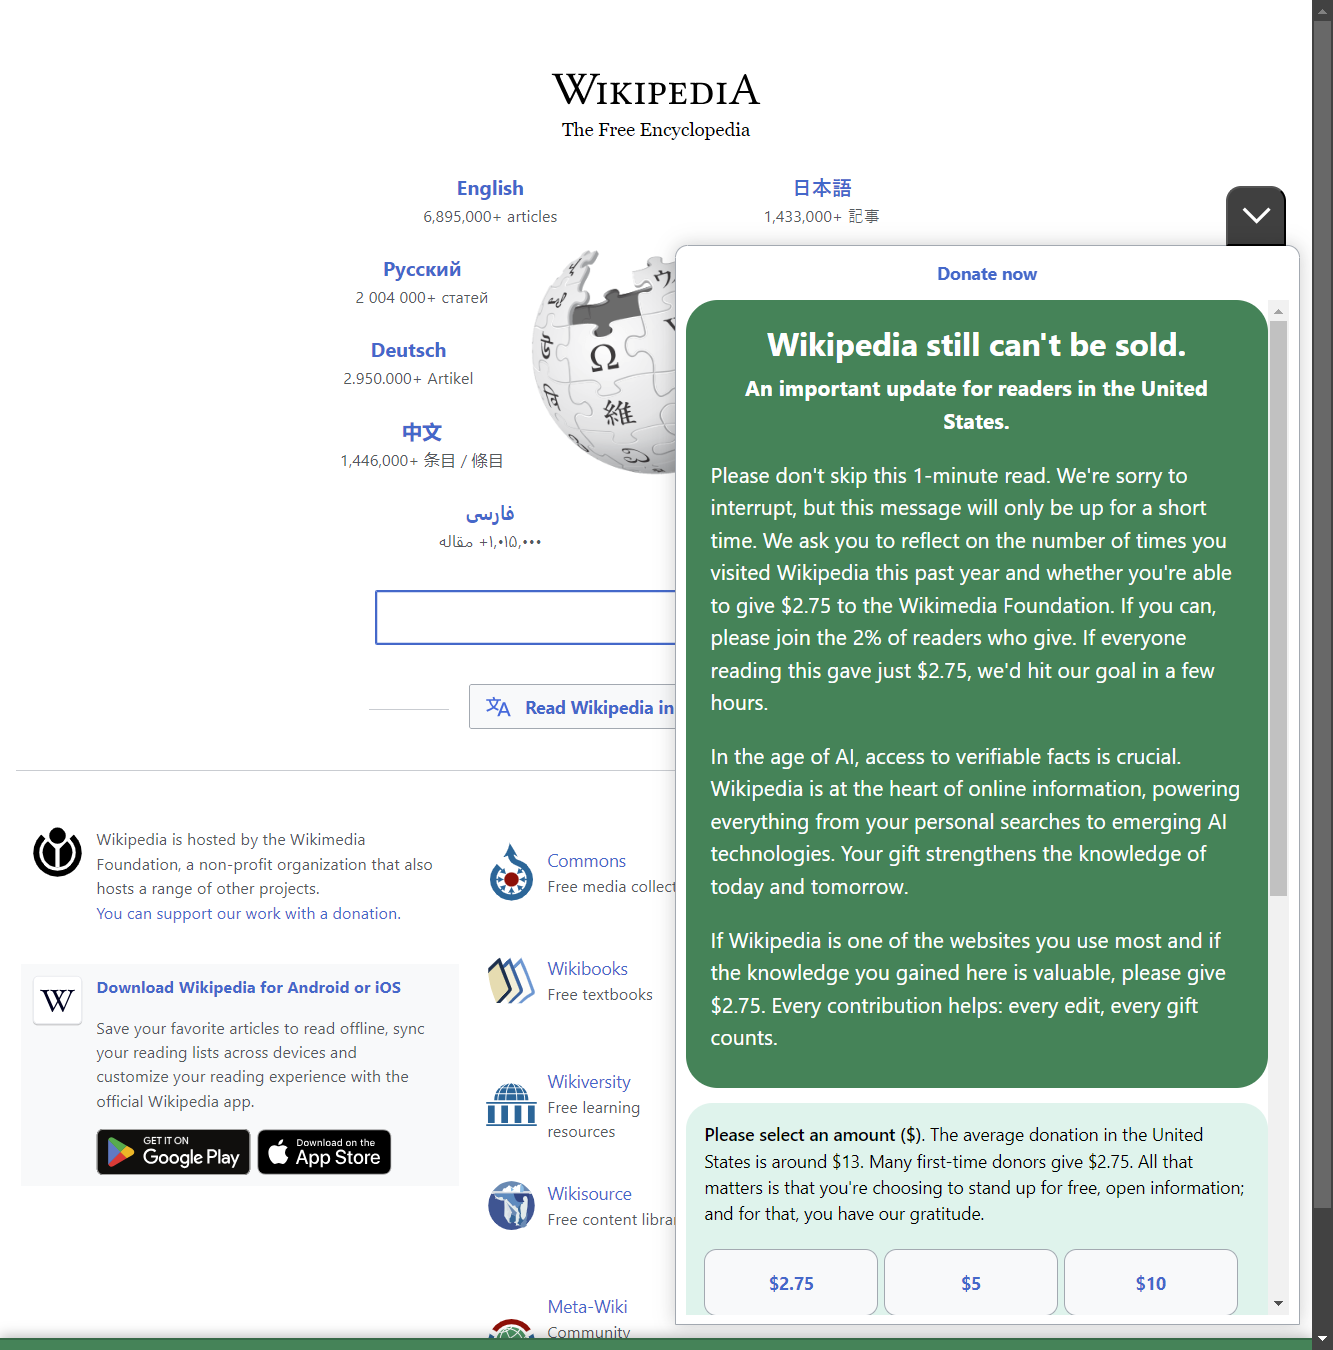 WIKIPEDIA
The Free Encyclopedia
English
6,895,000+ articles
日本語
1,433,000+ 記事
Русский
2 004 000+ статей
Deutsch
2.950.000+ Artikel
中文
1,446,000+ 条目 / 條目
فارسی
۱٬۰۱۵٬۰۰۰+ مقاله
Ω
維
Read Wikipedia in
Wikipedia is hosted by the Wikimedia
Foundation, a non-profit organization that also
hosts a range of other projects.
You can support our work with a donation.
W
Download Wikipedia for Android or iOS
Save your favorite articles to read offline, sync
your reading lists across devices and
customize your reading experience with the
official Wikipedia app.
GET IT ON
Google Play
Download on the
App Store
Commons
Free media collect
Wikibooks
Free textbooks
Wikiversity
Free learning
resources
Wikisource
Free content libra
Meta-Wiki
Community
Donate now
Wikipedia still can't be sold.
An important update for readers in the United
States.
Please don't skip this 1-minute read. We're sorry to
interrupt, but this message will only be up for a short
time. We ask you to reflect on the number of times you
visited Wikipedia this past year and whether you're able
to give $2.75 to the Wikimedia Foundation. If you can,
please join the 2% of readers who give. If everyone
reading this gave just $2.75, we'd hit our goal in a few
hours.
In the age of AI, access to verifiable facts is crucial.
Wikipedia is at the heart of online information, powering
everything from your personal searches to emerging AI
technologies. Your gift strengthens the knowledge of
today and tomorrow.
If Wikipedia is one of the websites you use most and if
the knowledge you gained here is valuable, please give
$2.75. Every contribution helps: every edit, every gift
counts.
Please select an amount ($). The average donation in the United
States is around $13. Many first-time donors give $2.75. All that
matters is that you're choosing to stand up for free, open information;
and for that, you have our gratitude.
$2.75
$5
$10